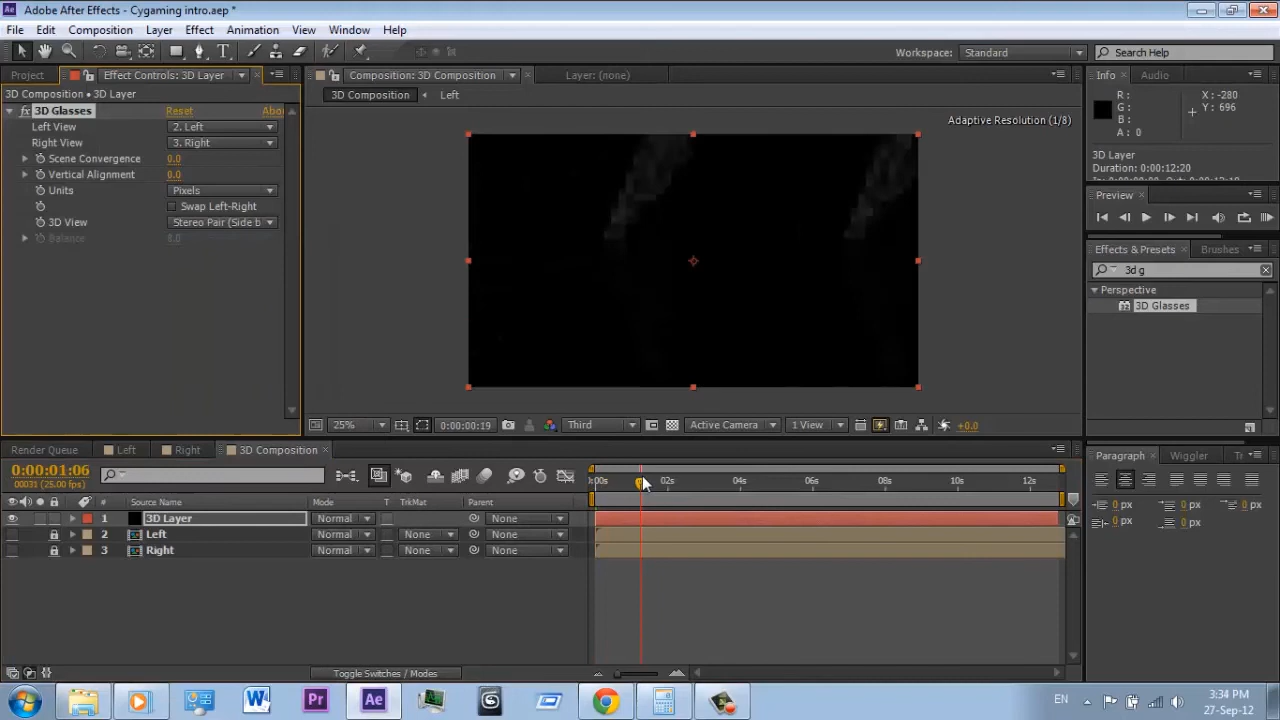 Adobe After Effects - Cygaming intro.aep *
File Edit Composition Layer Effect Animation View Window Help
Workspace: Standard Search Help
Project Effect Controls: 3D Layer Composition: 3D Composition Layer: (none) Info Audio
3D Composition • 3D Layer 3D Composition Left
R: X: -280
G: Y: 696
B:
A: 0
3D Glasses Reset
Adaptive Resolution (1/8)
Left View 2. Left
Right View 3. Right
Scene Convergence 0.0
Vertical Alignment 0.0
Units Pixels
Swap Left-Right
3D View Stereo Pair (Side b
Balance 0.0
3D Layer
Duration: 0:00:12:20
Preview
Effects & Presets Brushes
3d g
Perspective
32 3D Glasses
25% 0:00:00:19 Third Active Camera 1 View +0.0
Render Queue Left Right 3D Composition
0:00:01:06
00031 (25.00 fps)
:00s 02s 04s 06s 08s 10s 12s
# Source Name Mode T TrkMat Parent
1 3D Layer Normal None
2 Left Normal None None
3 Right Normal None None
Toggle Switches / Modes
Paragraph Wiggler
0 px 0 px 0 px
0 px 0 px
W Pr Ae
EN
3:34 PM
27-Sep-12